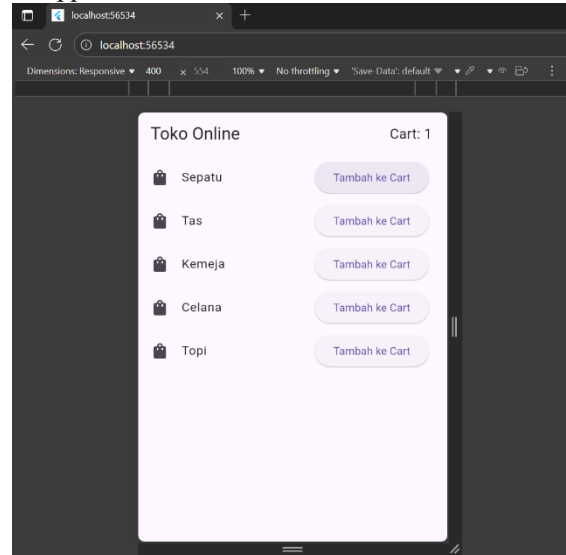 localhost:56534
localhost:56534
Dimensions: Responsive 400 x 554 100% No throttling 'Save-Data': default
Toko Online Cart: 1
Sepatu Tambah ke Cart
Tas Tambah ke Cart
Kemeja Tambah ke Cart
Celana Tambah ke Cart
Topi Tambah ke Cart